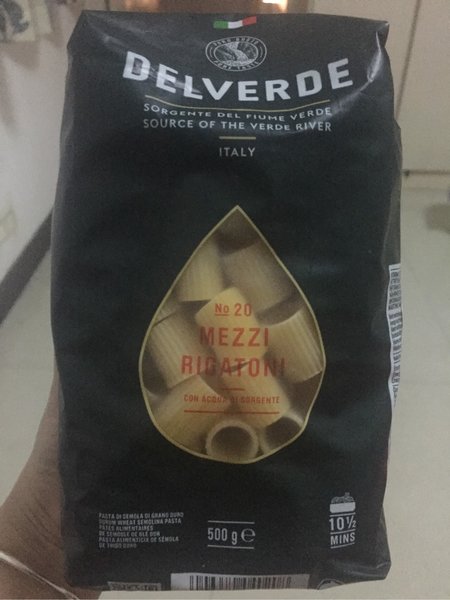 DELVERDE
SORGENTE DEL FIUME VERDE
SOURCE OF THE VERDE RIVER
ITALY
No 20
MEZZI
RIGATONI
CON ACQUA DI SORGENTE
PASTA DI SEMOLA DI GRANO DURO
DURUM WHEAT SEMOLINA PASTA
PATES ALIMENTAIRES
DE SEMOULE DE BLE DUR
PASTA ALIMENTICIA DE SÉMOLA
DE TRIGO DURO
500 g e
10½
MINS